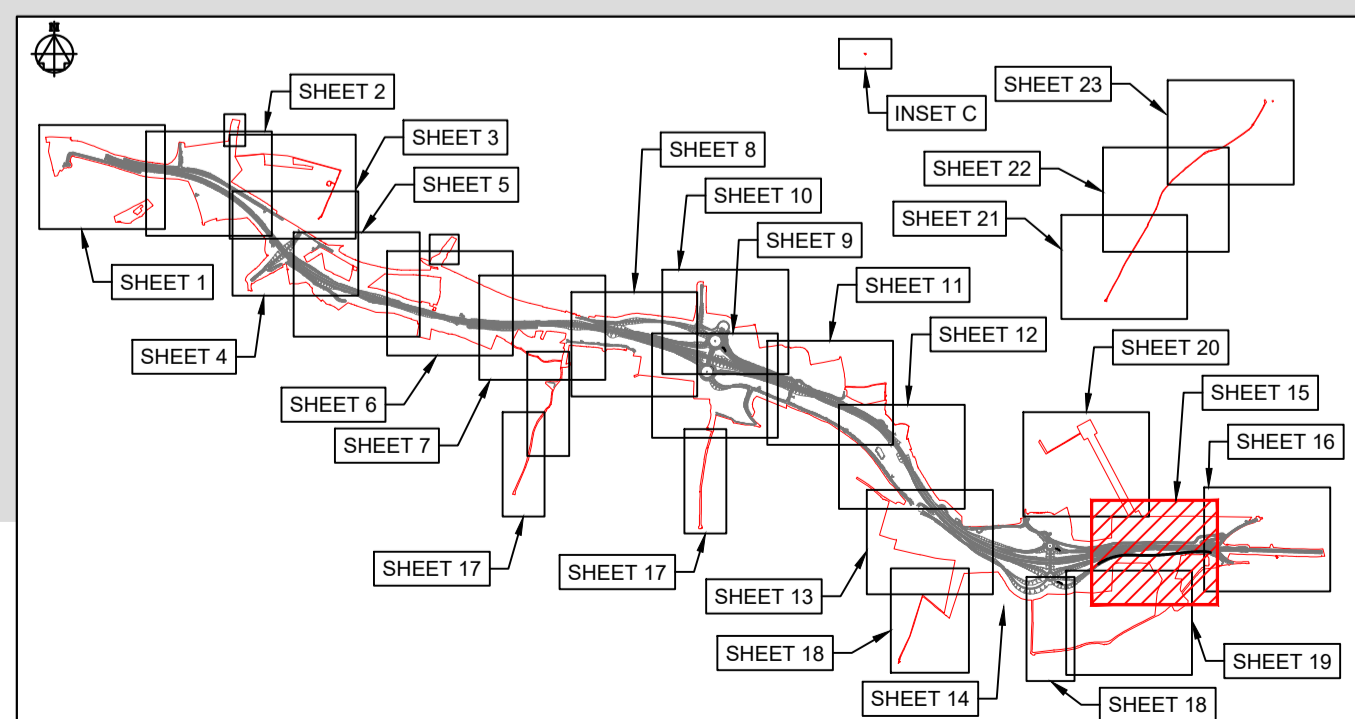 SHEET 2
SHEET 3
SHEET 5
SHEET 8
SHEET 10
SHEET 9
INSET C
SHEET 23
SHEET 22
SHEET 21
SHEET 1
SHEET 4
SHEET 6
SHEET 7
SHEET 11
SHEET 12
SHEET 20
SHEET 15
SHEET 16
SHEET 17
SHEET 17
SHEET 13
SHEET 18
SHEET 14
SHEET 19
SHEET 18